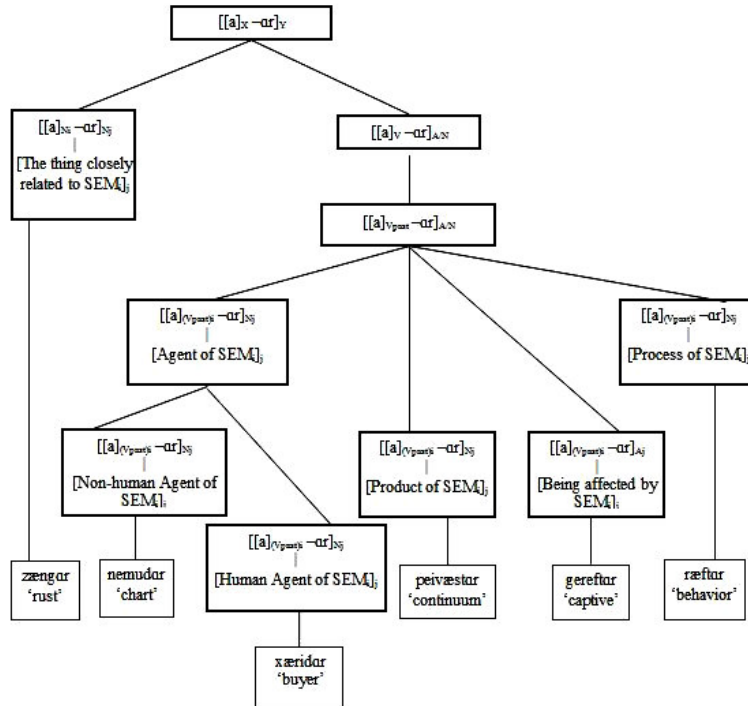 [[a]X –ɑr]Y
[[a]Ni –ɑr]Nj
|
[The thing closely
related to SEMi]j
[[a]V –ɑr]A/N
[[a]Vpast –ɑr]A/N
[[a](Vpast)i –ɑr]Nj
|
[Agent of SEMi]j
[[a](Vpast)i –ɑr]Nj
|
[Process of SEMi]j
[[a](Vpast)i –ɑr]Nj
|
[Non-human Agent of
SEMi]j
[[a](Vpast)i –ɑr]Nj
|
[Human Agent of SEMi]j
[[a](Vpast)i –ɑr]Nj
|
[Product of SEMi]j
[[a](Vpast)i –ɑr]Aj
|
[Being affected by
SEMi]j
zængɑr
‘rust’
nemudɑr
‘chart’
xæridɑr
‘buyer’
peivæstɑr
‘continuum’
gereftɑr
‘captive’
ræftɑr
‘behavior’